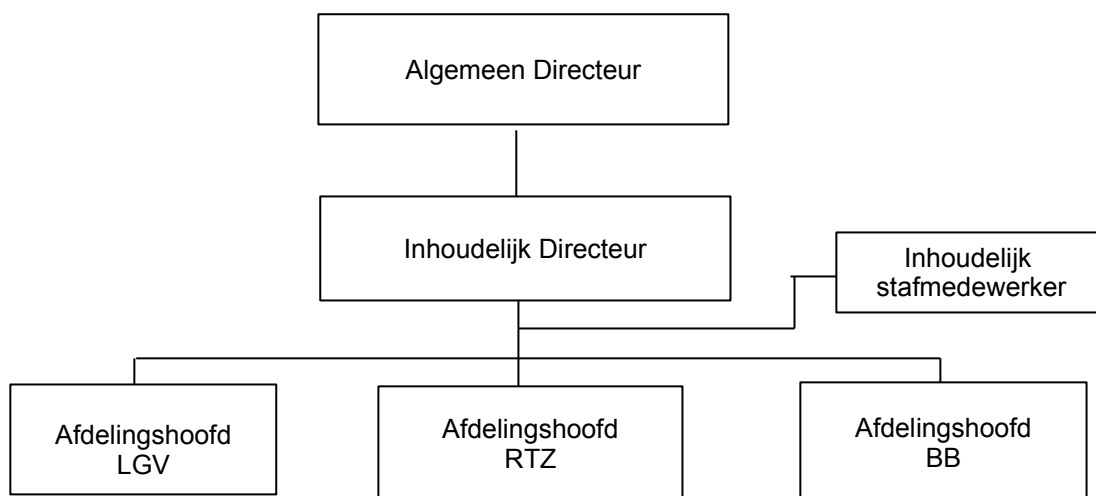 Algemeen Directeur
Inhoudelijk Directeur
Inhoudelijk
stafmedewerker
Afdelingshoofd
LGV
Afdelingshoofd
RTZ
Afdelingshoofd
BB